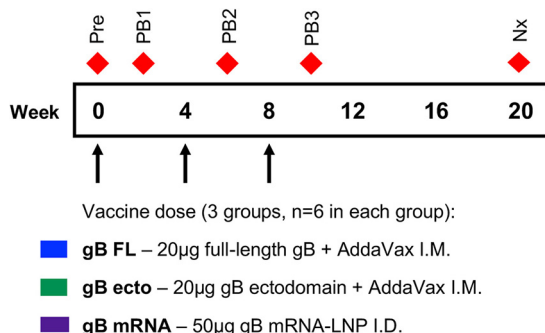 Pre PB1 PB2 PB3 Nx
Week 0 4 8 12 16 20
Vaccine dose (3 groups, n=6 in each group):
gB FL – 20µg full-length gB + AddaVax I.M.
gB ecto – 20µg gB ectodomain + AddaVax I.M.
gB mRNA – 50µg gB mRNA-LNP I.D.